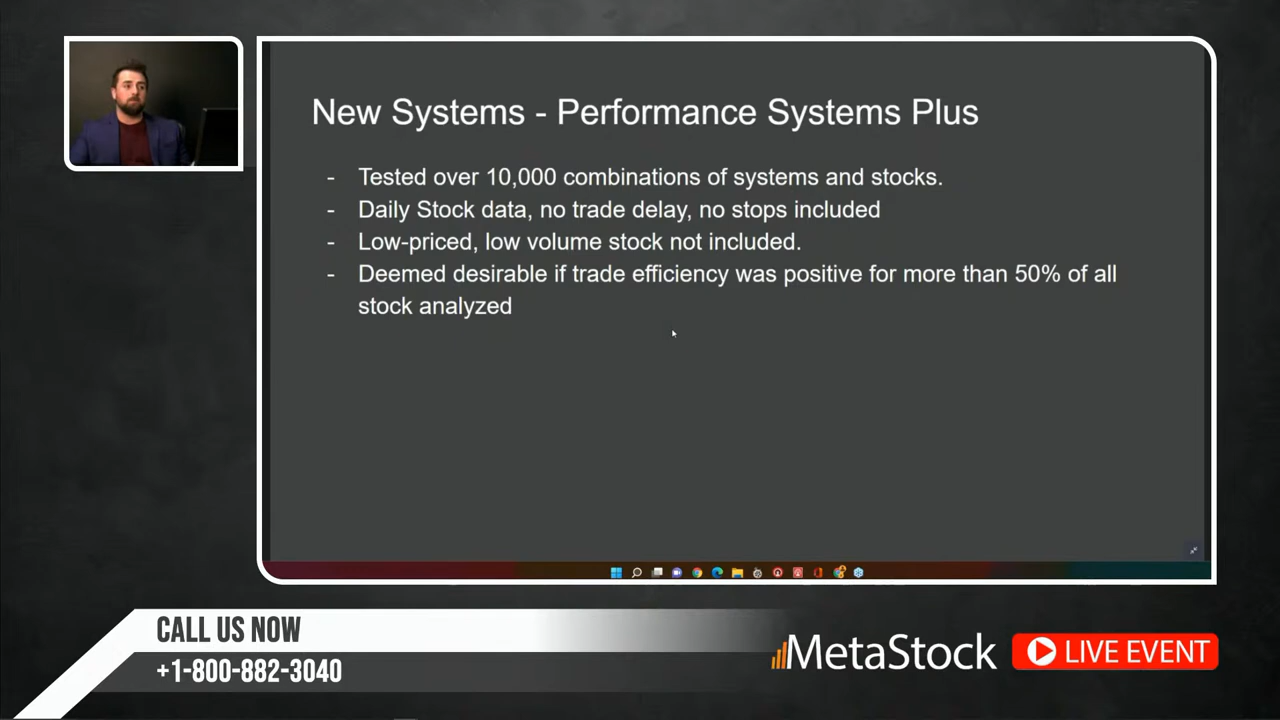 New Systems - Performance Systems Plus
- Tested over 10,000 combinations of systems and stocks.
- Daily Stock data, no trade delay, no stops included
- Low-priced, low volume stock not included.
- Deemed desirable if trade efficiency was positive for more than 50% of all
stock analyzed
CALL US NOW
+1-800-882-3040
MetaStock
LIVE EVENT